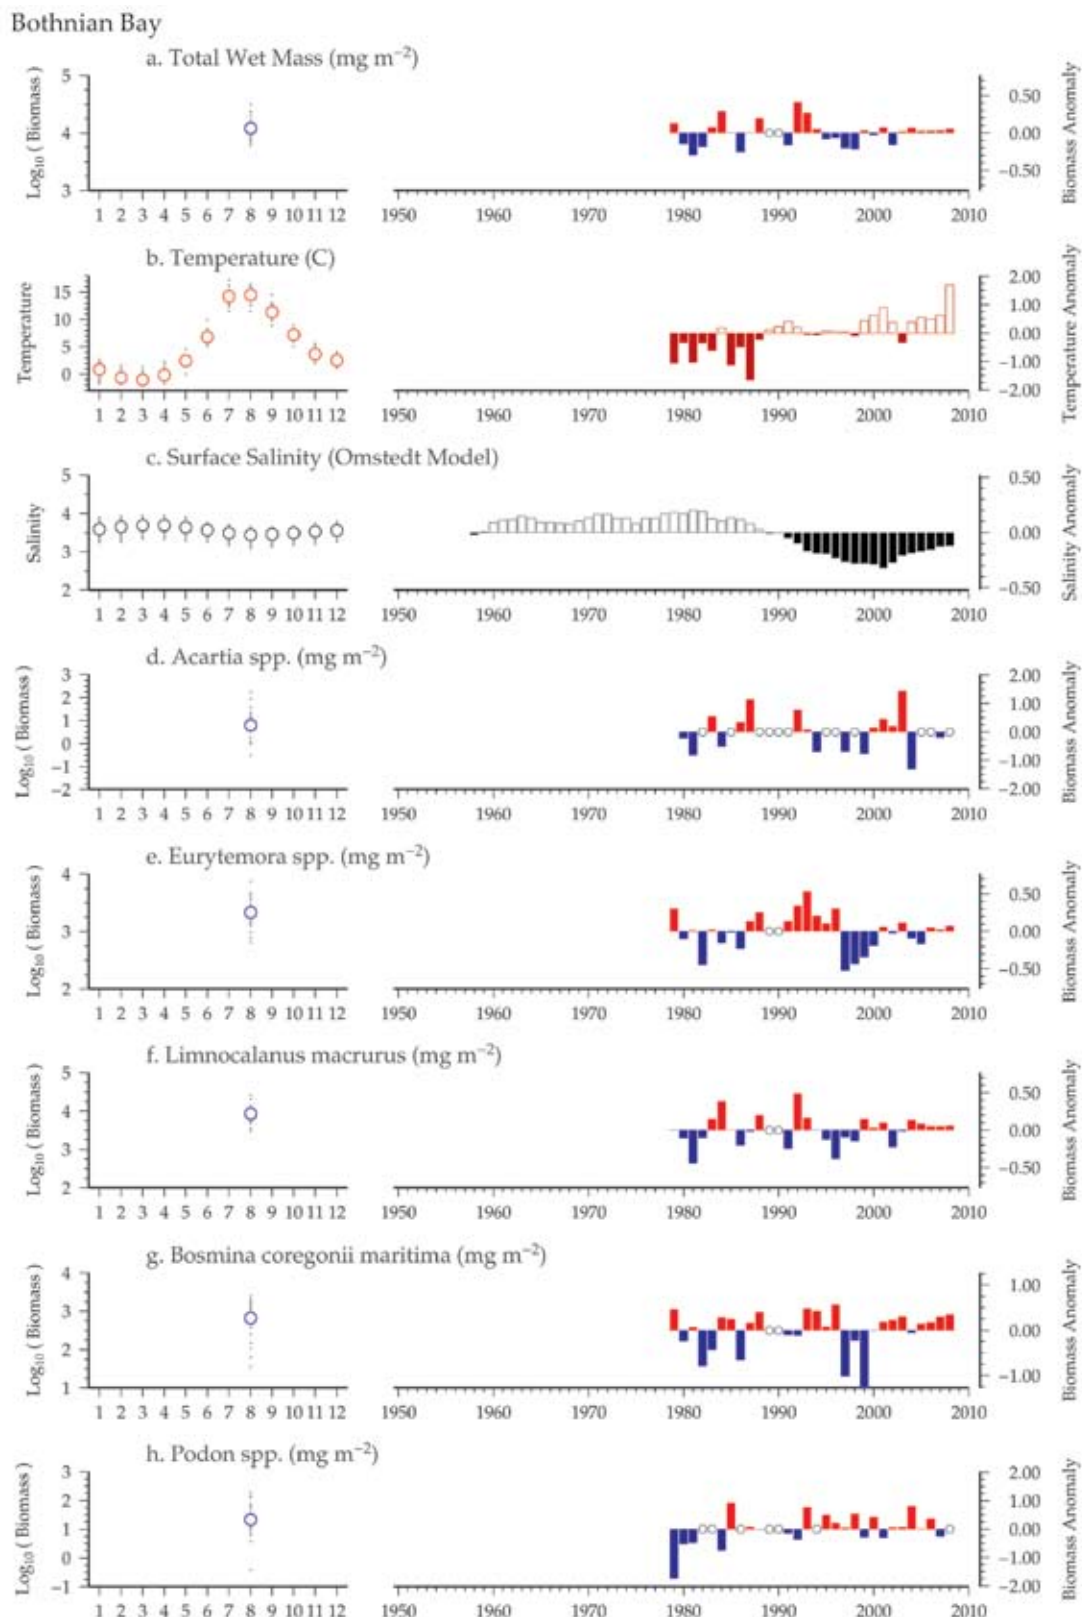 Bothnian Bay
a. Total Wet Mass (mg m⁻²)
Log₁₀ ( Biomass )
5
4
3
1 2 3 4 5 6 7 8 9 10 11 12
1950 1960 1970 1980 1990 2000 2010
0.50
0.00
−0.50
Biomass Anomaly
b. Temperature (C)
Temperature
15
10
5
0
1 2 3 4 5 6 7 8 9 10 11 12
1950 1960 1970 1980 1990 2000 2010
2.00
1.00
0.00
−1.00
−2.00
Temperature Anomaly
c. Surface Salinity (Omstedt Model)
Salinity
5
4
3
2
1 2 3 4 5 6 7 8 9 10 11 12
1950 1960 1970 1980 1990 2000 2010
0.50
0.00
−0.50
Salinity Anomaly
d. Acartia spp. (mg m⁻²)
Log₁₀ ( Biomass )
3
2
1
0
−1
−2
1 2 3 4 5 6 7 8 9 10 11 12
1950 1960 1970 1980 1990 2000 2010
2.00
1.00
0.00
−1.00
−2.00
Biomass Anomaly
e. Eurytemora spp. (mg m⁻²)
Log₁₀ ( Biomass )
4
3
2
1 2 3 4 5 6 7 8 9 10 11 12
1950 1960 1970 1980 1990 2000 2010
0.50
0.00
−0.50
Biomass Anomaly
f. Limnocalanus macrurus (mg m⁻²)
Log₁₀ ( Biomass )
5
4
3
2
1 2 3 4 5 6 7 8 9 10 11 12
1950 1960 1970 1980 1990 2000 2010
0.50
0.00
−0.50
Biomass Anomaly
g. Bosmina coregonii maritima (mg m⁻²)
Log₁₀ ( Biomass )
4
3
2
1
1 2 3 4 5 6 7 8 9 10 11 12
1950 1960 1970 1980 1990 2000 2010
1.00
0.00
−1.00
Biomass Anomaly
h. Podon spp. (mg m⁻²)
Log₁₀ ( Biomass )
3
2
1
0
−1
1 2 3 4 5 6 7 8 9 10 11 12
1950 1960 1970 1980 1990 2000 2010
2.00
1.00
0.00
−1.00
−2.00
Biomass Anomaly